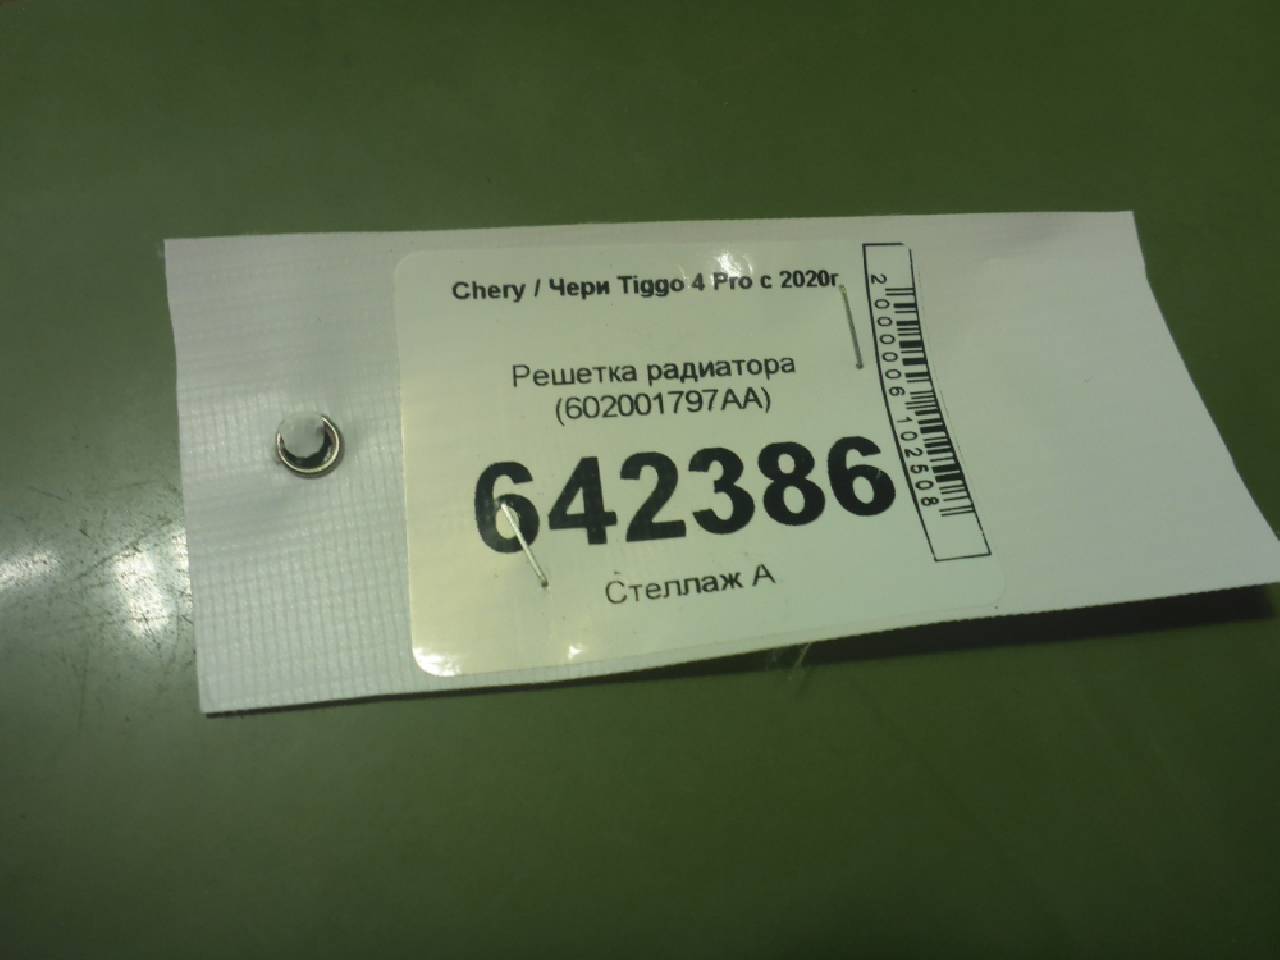 Chery / Чери Tiggo 4 Pro с 2020г
Решетка радиатора
(602001797AA)
642386
Стеллаж А
2000006102508